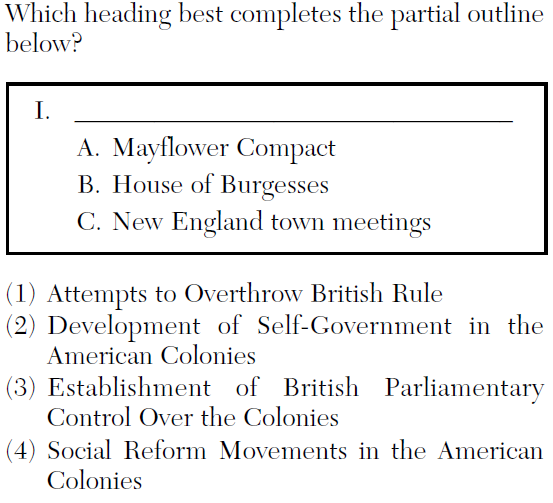 Which heading best completes the partial outline
below?
I.
A. Mayflower Compact
B. House of Burgesses
C. New England town meetings
(1) Attempts to Overthrow British Rule
(2) Development of Self-Government in the
American Colonies
(3) Establishment of British Parliamentary
Control Over the Colonies
(4) Social Reform Movements in the American
Colonies